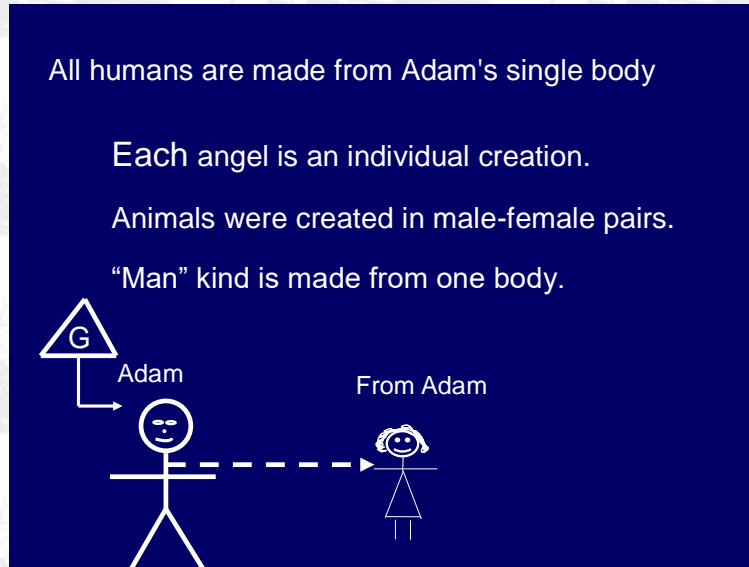 All humans are made from Adam's single body
Each angel is an individual creation.
Animals were created in male-female pairs.
“Man” kind is made from one body.
G
Adam
From Adam